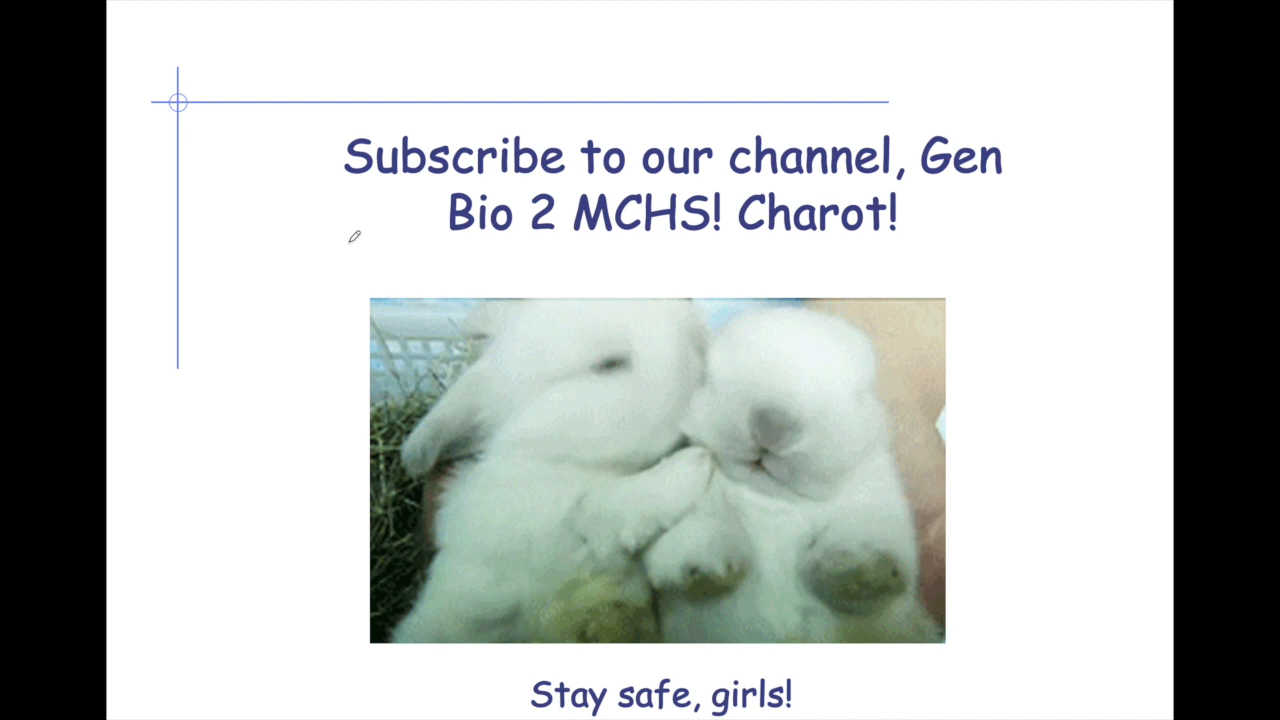 Subscribe to our channel, Gen
Bio 2 MCHS! Charot!
Stay safe, girls!